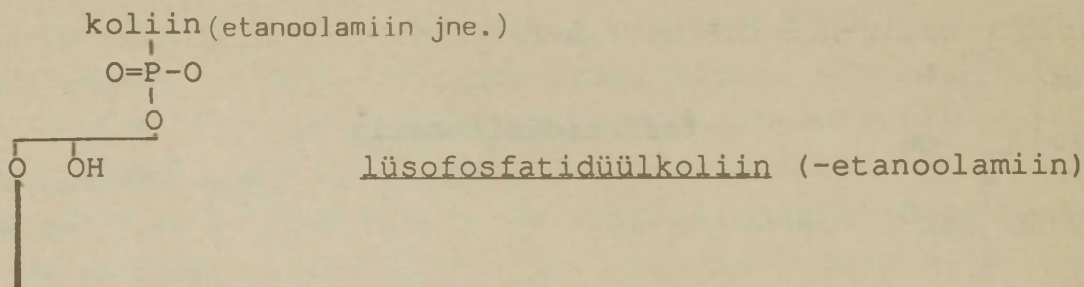 koliin (etanoolamiin jne.)
O=P-O
O
O OH lüsofosfatidüülkoliin (-etanoolamiin)